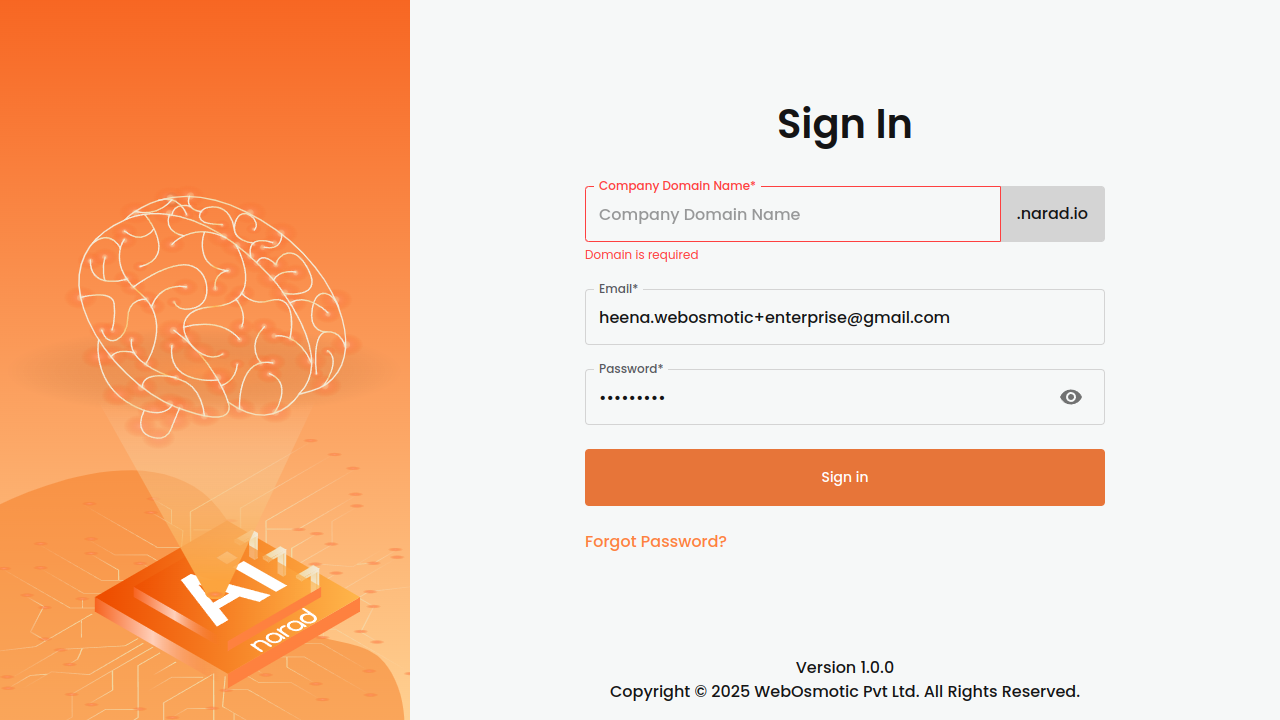 Sign In
Company Domain Name*
Company Domain Name
.narad.io
Domain is required
Email*
heena.webosmotic+enterprise@gmail.com
Password*
•••••••••
Sign in
Forgot Password?
AI
narad
Version 1.0.0
Copyright © 2025 WebOsmotic Pvt Ltd. All Rights Reserved.